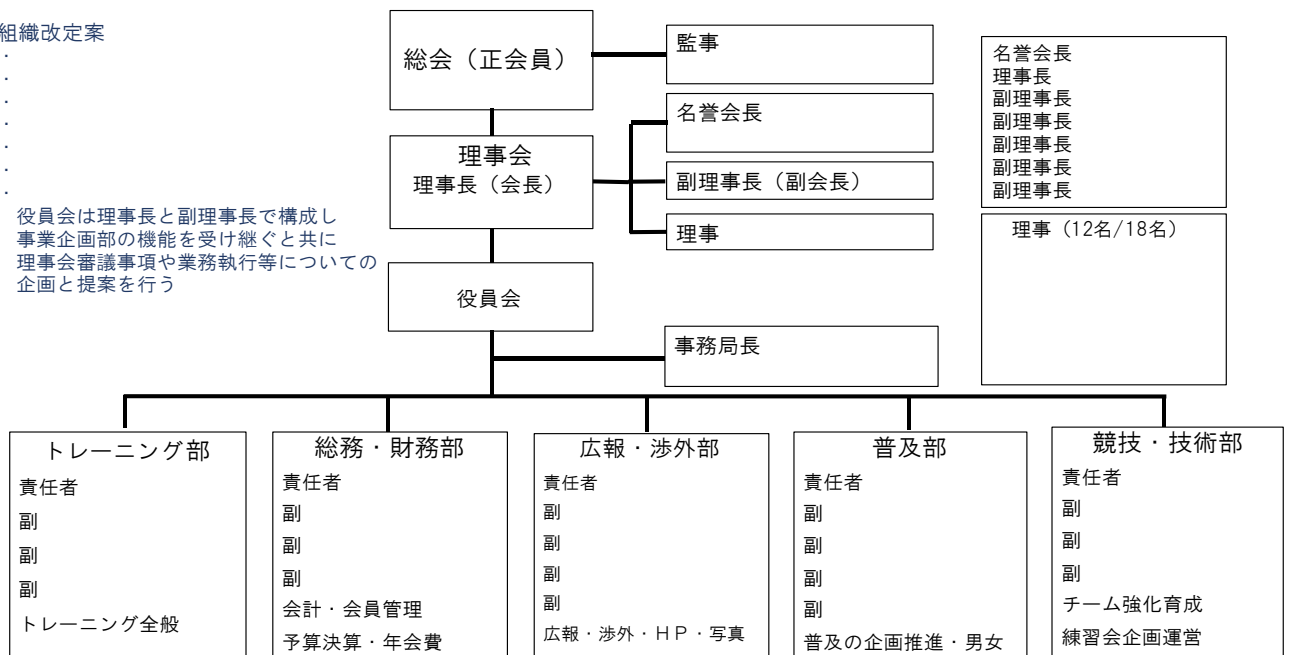 組織改定案
・
・
・
・
・
・
・
役員会は理事長と副理事長で構成し
事業企画部の機能を受け継ぐと共に
理事会審議事項や業務執行等についての
企画と提案を行う
総会（正会員）
監事
理事会
理事長（会長）
名誉会長
副理事長（副会長）
理事
役員会
事務局長
名誉会長
理事長
副理事長
副理事長
副理事長
副理事長
副理事長
理事（12名/18名）
トレーニング部
責任者
副
副
副
トレーニング全般
総務・財務部
責任者
副
副
副
会計・会員管理
予算決算・年会費
広報・渉外部
責任者
副
副
副
副
広報・渉外・ＨＰ・写真
普及部
責任者
副
副
副
副
普及の企画推進・男女
競技・技術部
責任者
副
副
副
チーム強化育成
練習会企画運営